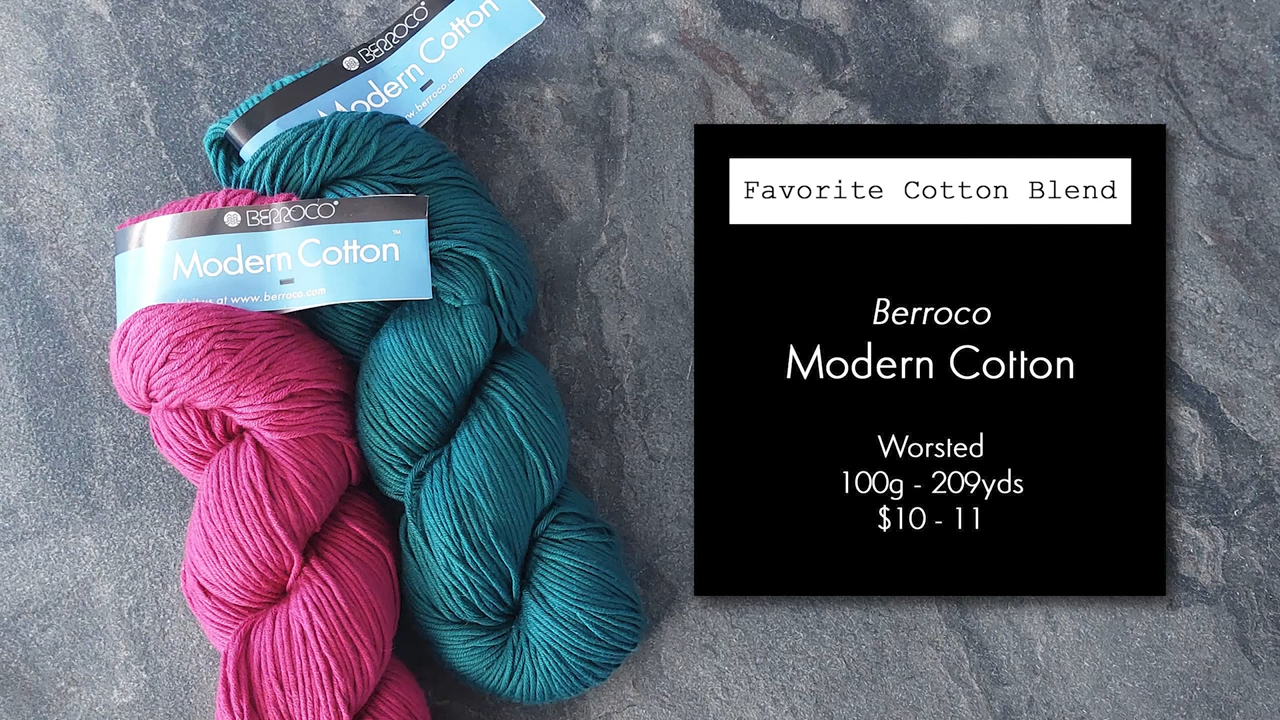 BERROCO®
Modern Cotton
www.berroco.com
BERROCO®
Modern Cotton™
Visit us at www.berroco.com
Favorite Cotton Blend
Berroco
Modern Cotton
Worsted
100g - 209yds
$10 - 11